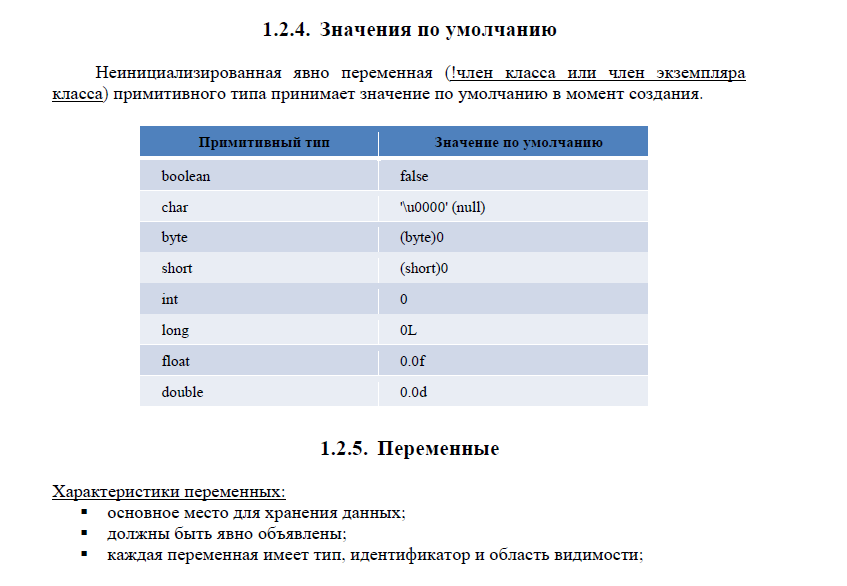 1.2.4. Значения по умолчанию
Неинициализированная явно переменная (!член класса или член экземпляра
класса) примитивного типа принимает значение по умолчанию в момент создания.
Примитивный тип Значение по умолчанию
boolean false
char '\u0000' (null)
byte (byte)0
short (short)0
int 0
long 0L
float 0.0f
double 0.0d
1.2.5. Переменные
Характеристики переменных:
▪ основное место для хранения данных;
▪ должны быть явно объявлены;
▪ каждая переменная имеет тип, идентификатор и область видимости;